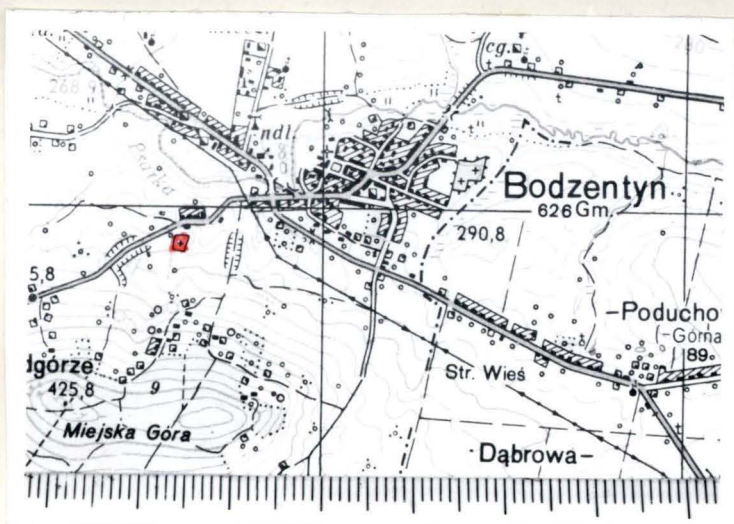 cg.
t
268.9
ndl.
t
Psarka
Bodzentyn
626 Gm.
290,8
5,8
-Poducho
(-Górna
89
dgórze
425,8
9
Str. Wieś
Miejska Góra
Dąbrowa-
t